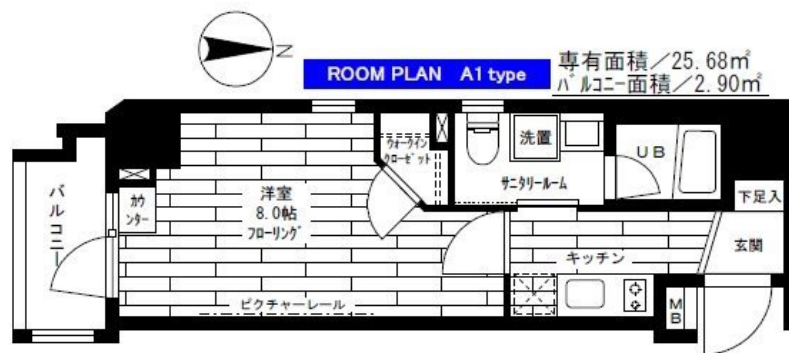 N
ROOM PLAN A1 type
専有面積／25.68㎡
バルコニー面積／2.90㎡
ウォークイン
クローゼット
洗置
サニタリールーム
UB
下足入
バルコニー
カウ
ンター
洋室
8.0帖
フローリング
キッチン
玄関
ピクチャーレール
MB